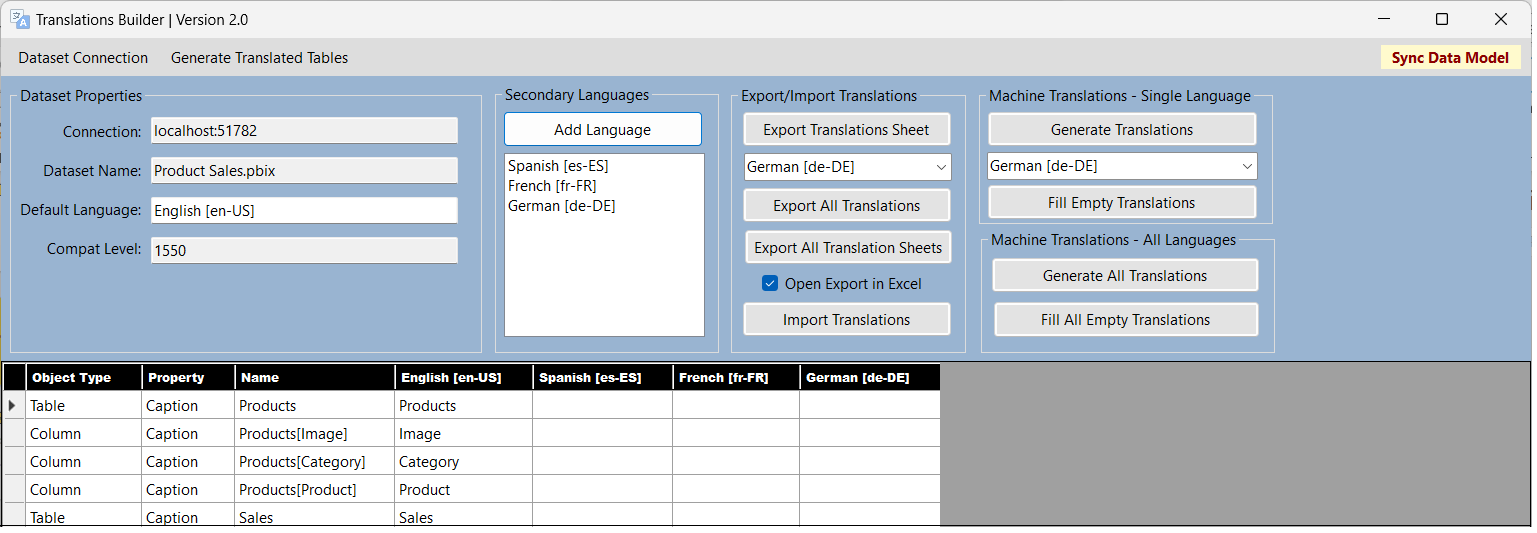 Translations Builder | Version 2.0
Dataset Connection Generate Translated Tables Sync Data Model
Dataset Properties
Connection: localhost:51782
Dataset Name: Product Sales.pbix
Default Language: English [en-US]
Compat Level: 1550
Secondary Languages
Add Language
Spanish [es-ES]
French [fr-FR]
German [de-DE]
Export/Import Translations
Export Translations Sheet
German [de-DE]
Export All Translations
Export All Translation Sheets
Open Export in Excel
Import Translations
Machine Translations - Single Language
Generate Translations
German [de-DE]
Fill Empty Translations
Machine Translations - All Languages
Generate All Translations
Fill All Empty Translations
Object Type Property Name English [en-US] Spanish [es-ES] French [fr-FR] German [de-DE]
Table Caption Products Products
Column Caption Products[Image] Image
Column Caption Products[Category] Category
Column Caption Products[Product] Product
Table Caption Sales Sales